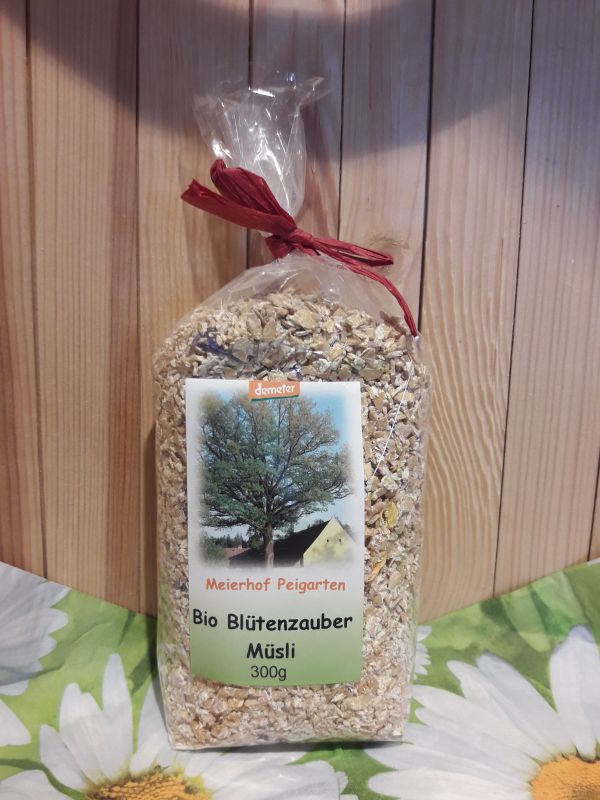 demeter
Meierhof Peigarten
Bio Blütenzauber
Müsli
300g